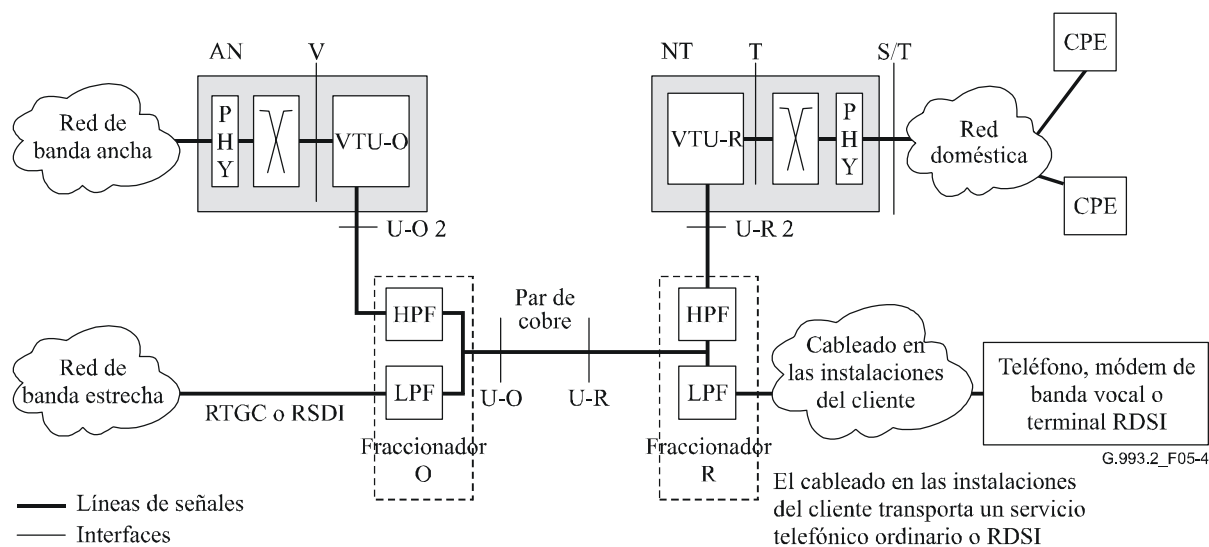 AN
V
NT
T
S/T
CPE
Red de
banda ancha
P
H
Y
VTU-O
VTU-R
P
H
Y
Red
doméstica
CPE
U-O 2
U-R 2
HPF
Par de
cobre
HPF
Red de
banda estrecha
RTGC o RSDI
LPF
U-O
U-R
LPF
Cableado en
las instalaciones
del cliente
Teléfono, módem de
banda vocal o
terminal RDSI
G.993.2_F05-4
Fraccionador
O
Fraccionador
R
El cableado en las instalaciones
del cliente transporta un servicio
telefónico ordinario o RDSI
Líneas de señales
Interfaces